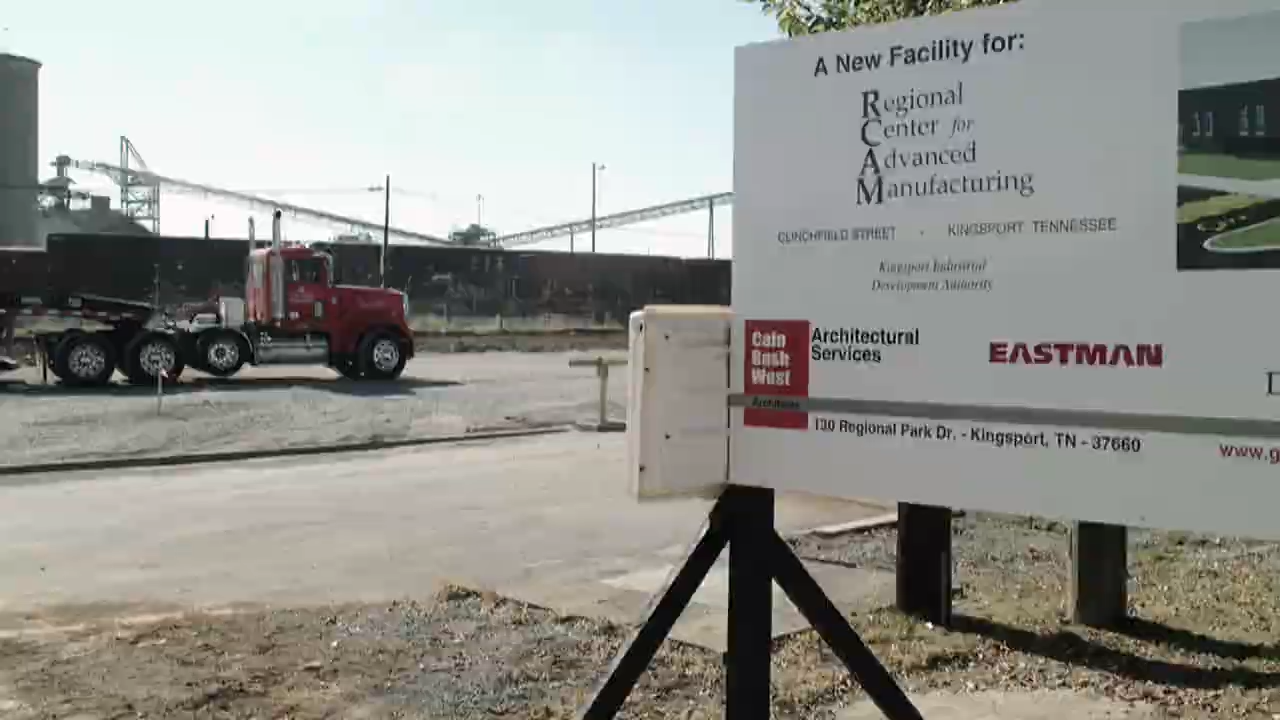 A New Facility for:
Regional
Center for
Advanced
Manufacturing
CLINCHFIELD STREET · KINGSPORT TENNESSEE
Kingsport Industrial
Development Authority
Cain
Rash
West
Architects
Architectural
Services
EASTMAN
130 Regional Park Dr. - Kingsport, TN - 37660
www.g